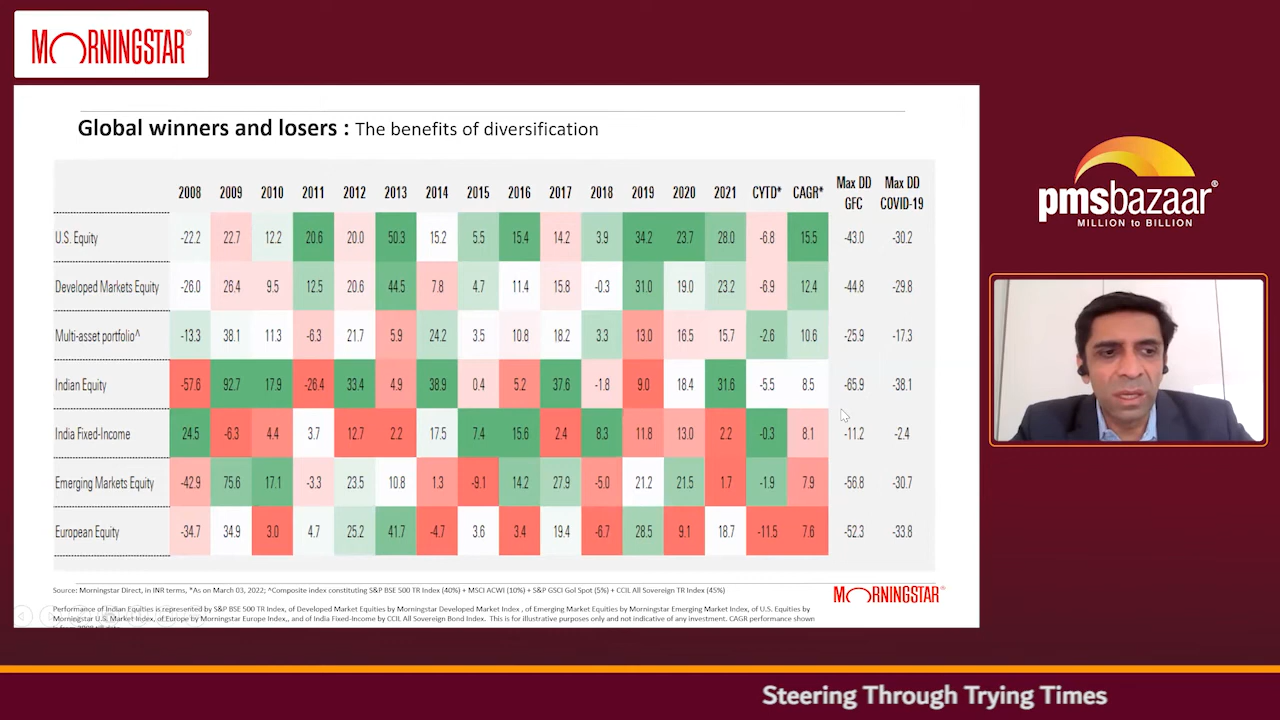 MORNINGSTAR®
Global winners and losers : The benefits of diversification
2008 2009 2010 2011 2012 2013 2014 2015 2016 2017 2018 2019 2020 2021 CYTD* CAGR* Max DD GFC Max DD COVID-19
U.S. Equity -22.2 22.7 12.2 20.6 20.0 50.3 15.2 5.5 15.4 14.2 3.9 34.2 23.7 28.0 -6.8 15.5 -43.0 -30.2
Developed Markets Equity -26.0 26.4 9.5 12.5 20.6 44.5 7.8 4.7 11.4 15.8 -0.3 31.0 19.0 23.2 -6.9 12.4 -44.8 -29.8
Multi-asset portfolio^ -13.3 38.1 11.3 -6.3 21.7 5.9 24.2 3.5 10.8 18.2 3.3 13.0 16.5 15.7 -2.6 10.6 -25.9 -17.3
Indian Equity -57.6 92.7 17.9 -26.4 33.4 4.9 38.9 0.4 5.2 37.6 -1.8 9.0 18.4 31.6 -5.5 8.5 -65.9 -38.1
India Fixed-Income 24.5 -6.3 4.4 3.7 12.7 2.2 17.5 7.4 15.6 2.4 8.3 11.8 13.0 2.2 -0.3 8.1 -11.2 -2.4
Emerging Markets Equity -42.9 75.6 17.1 -3.3 23.5 10.8 1.3 -9.1 14.2 27.9 -5.0 21.2 21.5 1.7 -1.9 7.9 -56.8 -30.7
European Equity -34.7 34.9 3.0 4.7 25.2 41.7 -4.7 3.6 3.4 19.4 -6.7 28.5 9.1 18.7 -11.5 7.6 -52.3 -33.8
Source: Morningstar Direct, in INR terms, *As on March 03, 2022; ^Composite index constituting S&P BSE 500 TR Index (40%) + MSCI ACWI (10%) + S&P GSCI Gol Spot (5%) + CCIL All Sovereign TR Index (45%)
MORNINGSTAR®
Performance of Indian Equities is represented by S&P BSE 500 TR Index, of Developed Market Equities by Morningstar Developed Market Index , of Emerging Market Equities by Morningstar Emerging Market Index, of U.S. Equities by
Morningstar U.S. Market Index, of Europe by Morningstar Europe Index,, and of India Fixed-Income by CCIL All Sovereign Bond Index. This is for illustrative purposes only and not indicative of any investment. CAGR performance shown
pmsbazaar®
MILLION to BILLION
Steering Through Trying Times